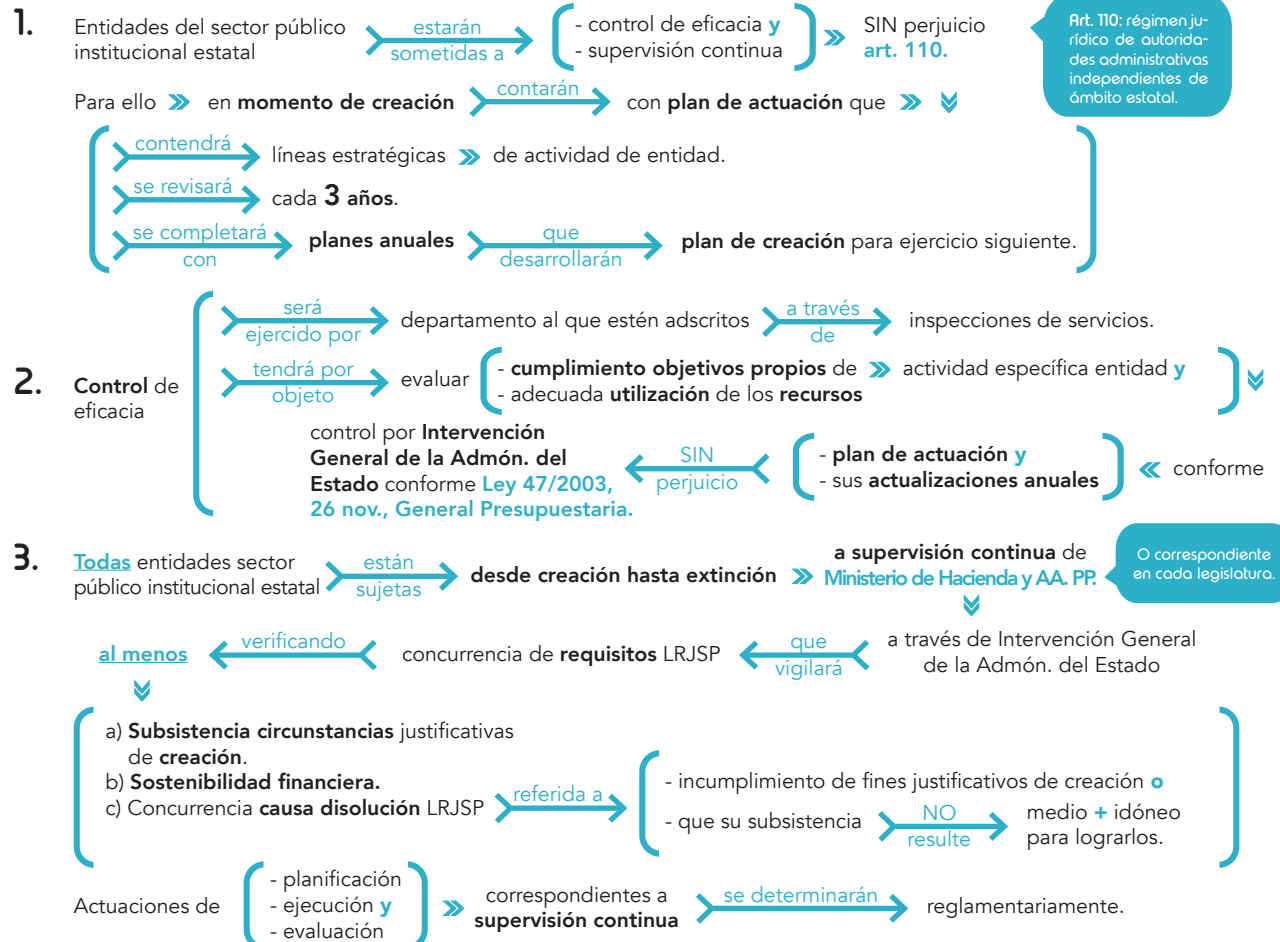 1. Entidades del sector público
institucional estatal
estarán
sometidas a
- control de eficacia y
- supervisión continua
SIN perjuicio
art. 110.
Art. 110: régimen ju-
rídico de autorida-
des administrativas
independientes de
ámbito estatal.
Para ello en momento de creación contarán con plan de actuación que
contendrá líneas estratégicas de actividad de entidad.
se revisará cada 3 años.
se completará
con
planes anuales
que
desarrollarán
plan de creación para ejercicio siguiente.
2. Control de
eficacia
será
ejercido por
departamento al que estén adscritos
a través
de
inspecciones de servicios.
tendrá por
objeto
evaluar
- cumplimiento objetivos propios de actividad específica entidad y
- adecuada utilización de los recursos
conforme
- plan de actuación y
- sus actualizaciones anuales
SIN
perjuicio
control por Intervención
General de la Admón. del
Estado conforme Ley 47/2003,
26 nov., General Presupuestaria.
3. Todas entidades sector
público institucional estatal
están
sujetas
desde creación hasta extinción
a supervisión continua de
Ministerio de Hacienda y AA. PP.
O correspondiente
en cada legislatura.
a través de Intervención General
de la Admón. del Estado
que
vigilará
concurrencia de requisitos LRJSP
verificando
al menos
a) Subsistencia circunstancias justificativas
de creación.
b) Sostenibilidad financiera.
c) Concurrencia causa disolución LRJSP
referida a
- incumplimiento de fines justificativos de creación o
- que su subsistencia
NO
resulte
medio + idóneo
para lograrlos.
Actuaciones de
- planificación
- ejecución y
- evaluación
correspondientes a
supervisión continua
se determinarán
reglamentariamente.